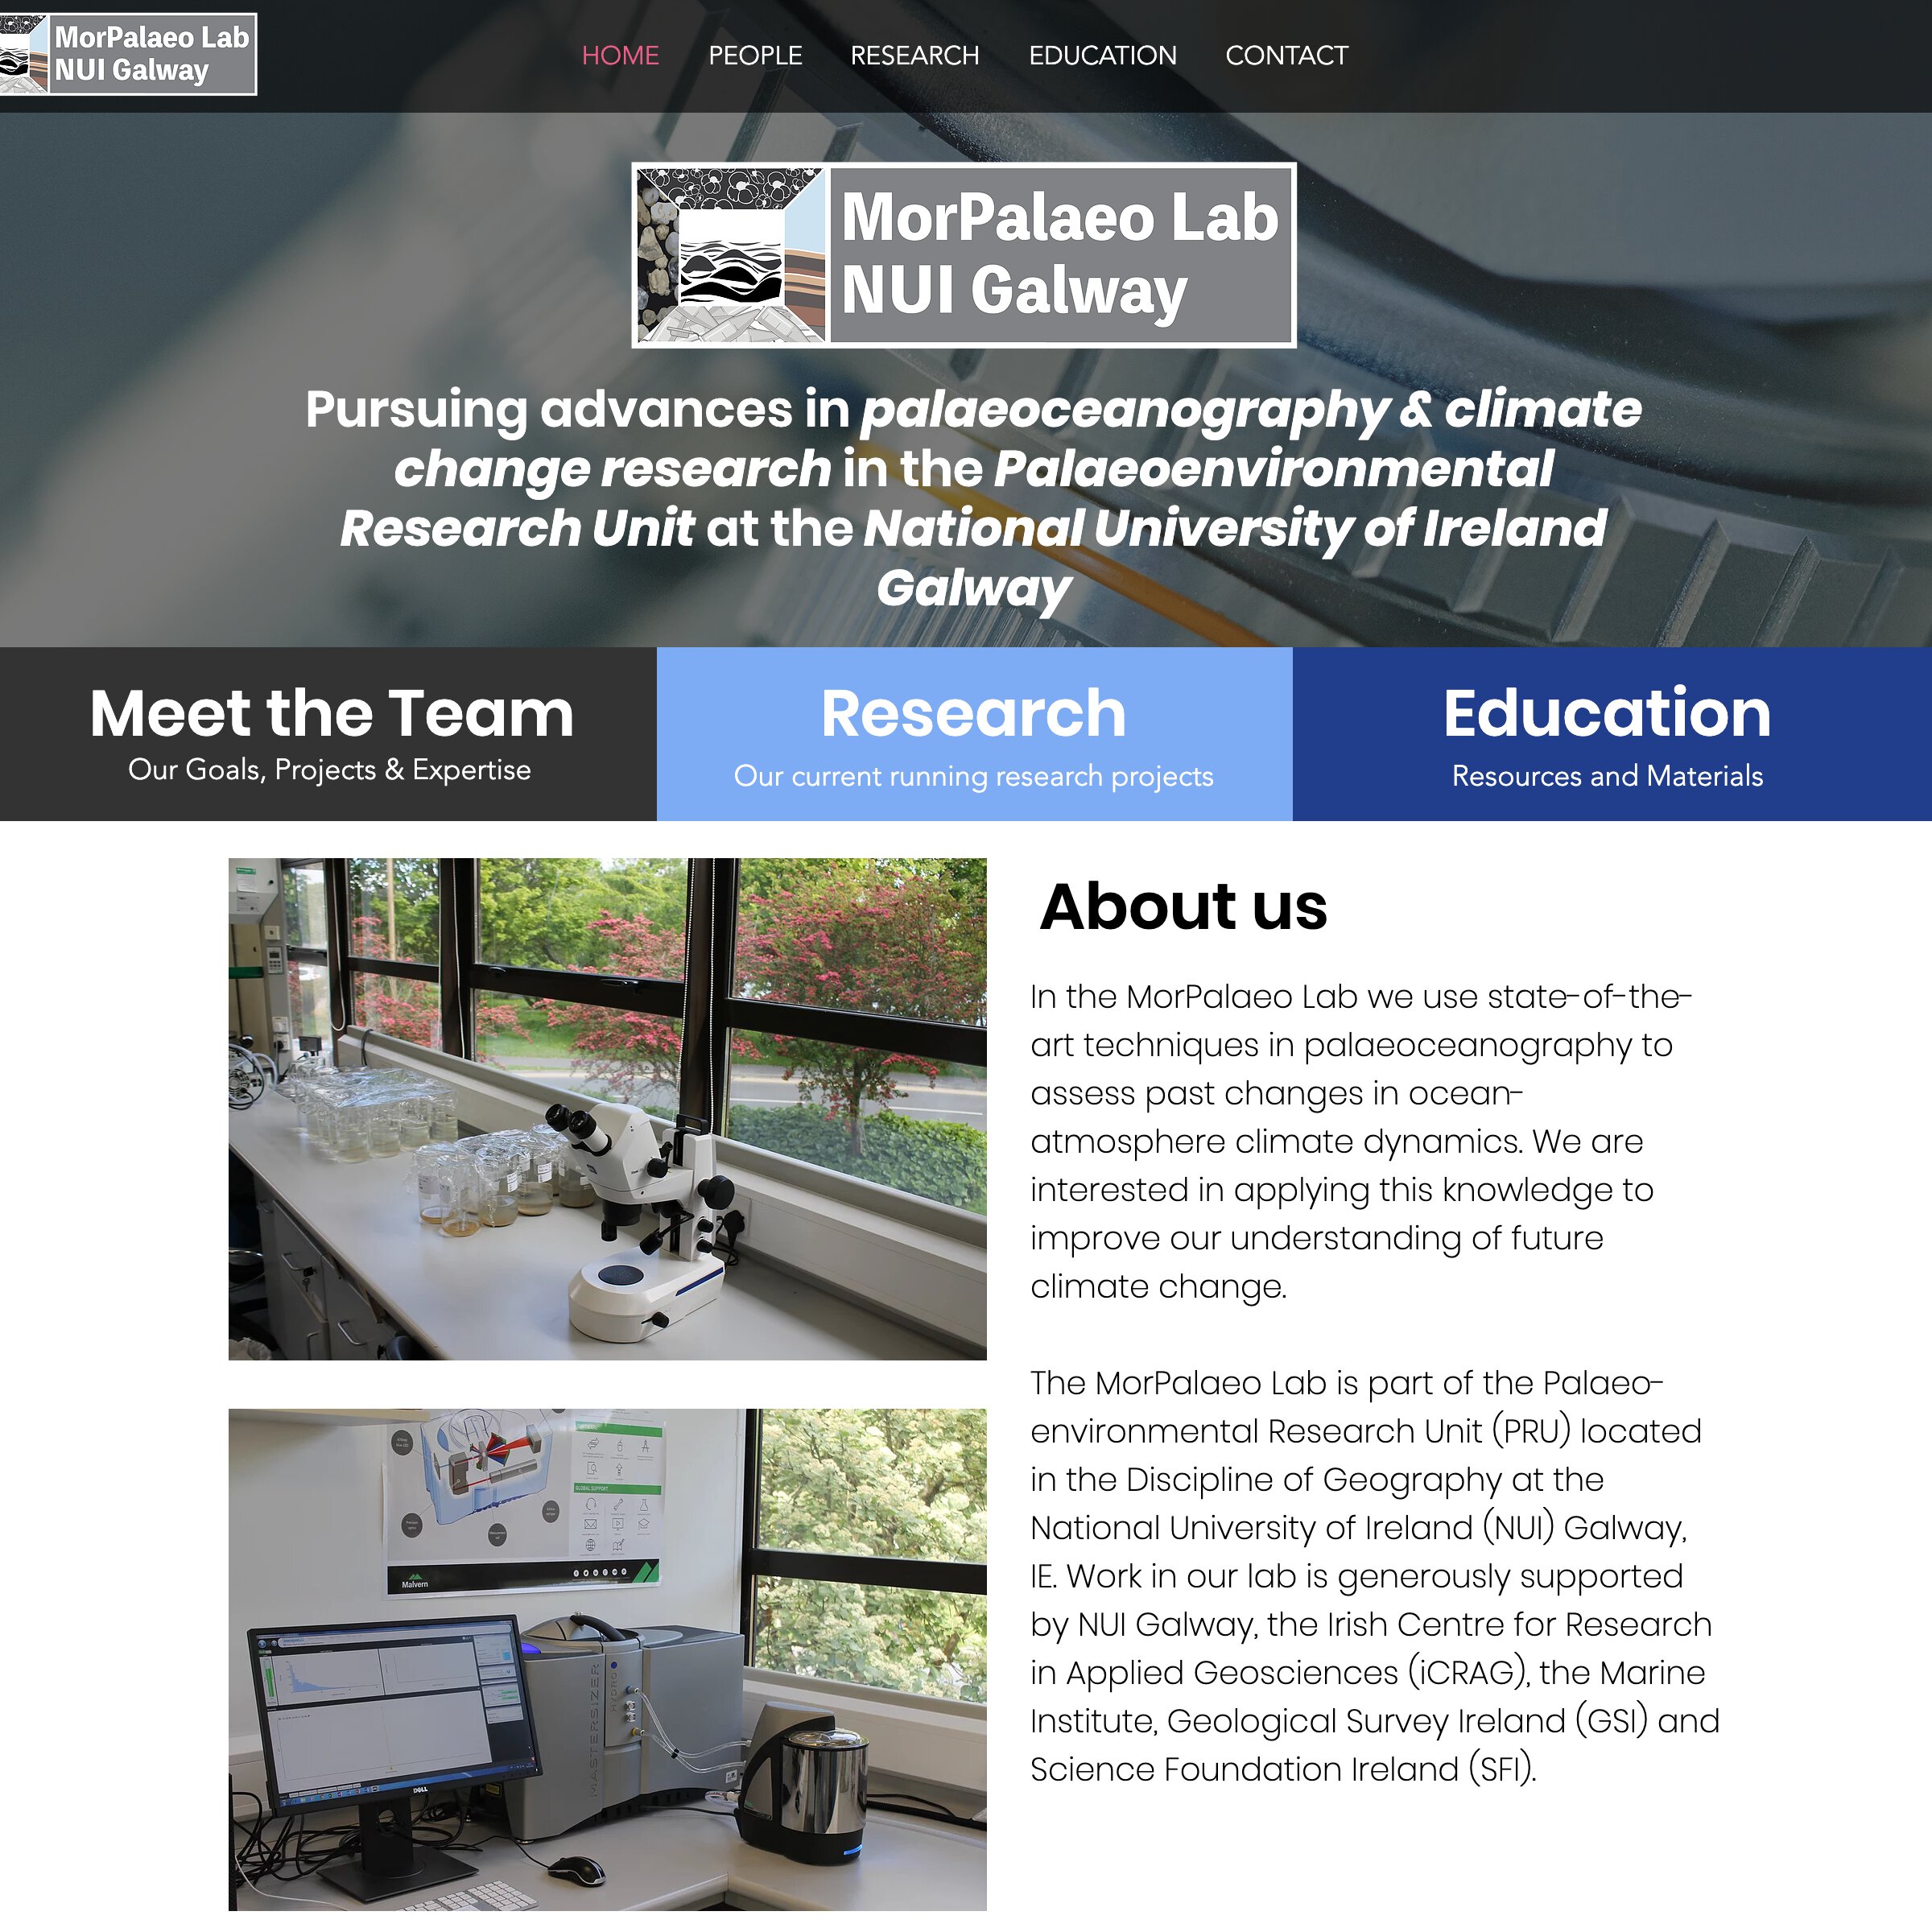 MorPalaeo Lab
NUI Galway
HOME
PEOPLE
RESEARCH
EDUCATION
CONTACT
MorPalaeo Lab
NUI Galway
Pursuing advances in palaeoceanography & climate
change research in the Palaeoenvironmental
Research Unit at the National University of Ireland
Galway
Meet the Team
Our Goals, Projects & Expertise
Research
Our current running research projects
Education
Resources and Materials
About us
In the MorPalaeo Lab we use state-of-the-
art techniques in palaeoceanography to
assess past changes in ocean-
atmosphere climate dynamics. We are
interested in applying this knowledge to
improve our understanding of future
climate change.
The MorPalaeo Lab is part of the Palaeo-
environmental Research Unit (PRU) located
in the Discipline of Geography at the
National University of Ireland (NUI) Galway,
IE. Work in our lab is generously supported
by NUI Galway, the Irish Centre for Research
in Applied Geosciences (iCRAG), the Marine
Institute, Geological Survey Ireland (GSI) and
Science Foundation Ireland (SFI).
GLOBAL SUPPORT
Malvern
MASTERSIZER
HYDRO
DELL